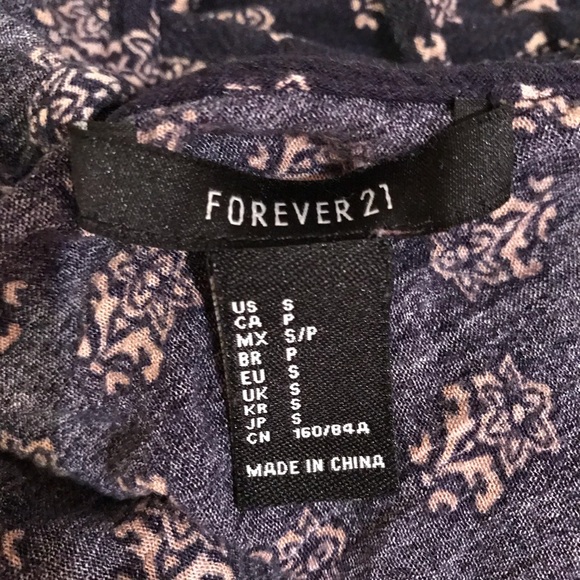 FOREVER 21
US S
CA P
MX S/P
BR P
EU S
UK S
KR S
JP S
CN 160/84A
MADE IN CHINA